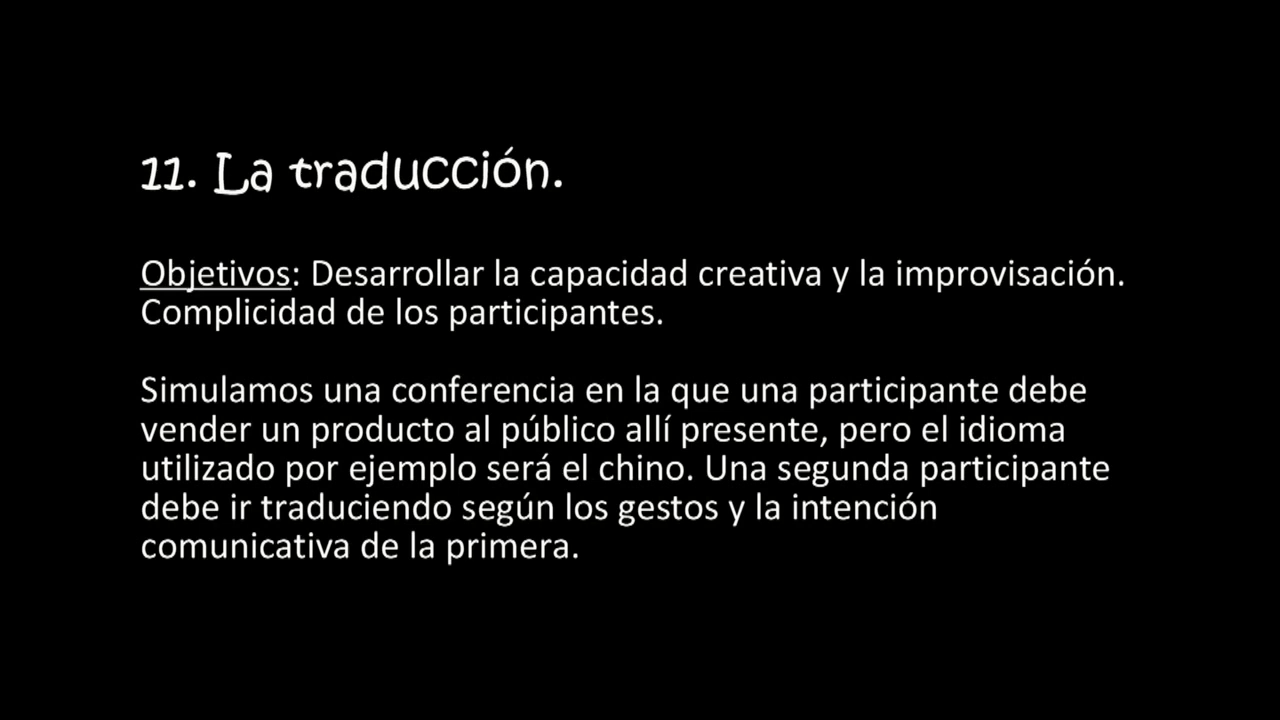 11. La traducción.
Objetivos: Desarrollar la capacidad creativa y la improvisación.
Complicidad de los participantes.
Simulamos una conferencia en la que una participante debe
vender un producto al público allí presente, pero el idioma
utilizado por ejemplo será el chino. Una segunda participante
debe ir traduciendo según los gestos y la intención
comunicativa de la primera.